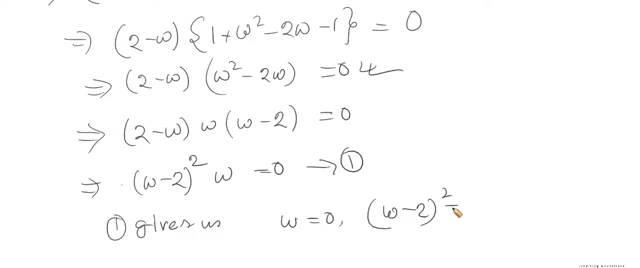 ⇒ (2-ω) {1+ω²-2ω-1} = 0
⇒ (2-ω) (ω²-2ω) = 0
⇒ (2-ω) ω (ω-2) = 0
⇒ (ω-2)² ω = 0 → ①
① gives us ω = 0, (ω-2)² =